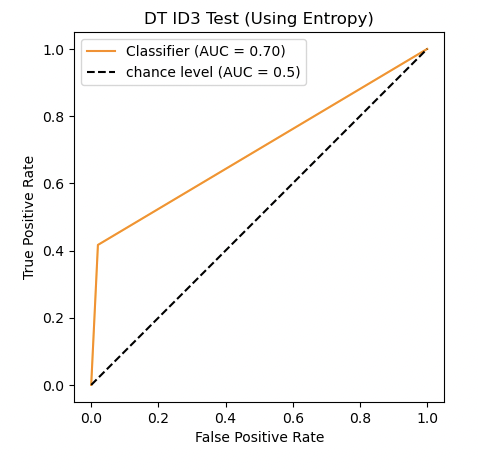 DT ID3 Test (Using Entropy)
Classifier (AUC = 0.70)
chance level (AUC = 0.5)
1.0
0.8
0.6
0.4
0.2
0.0
True Positive Rate
0.0 0.2 0.4 0.6 0.8 1.0
False Positive Rate